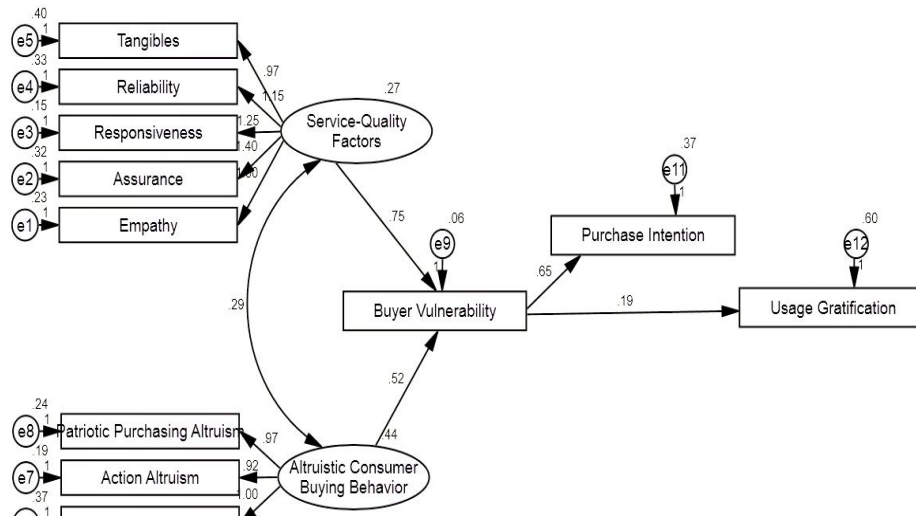 .40
e5
1
Tangibles
.33
e4
1
Reliability
.15
e3
1
Responsiveness
.32
e2
1
Assurance
.23
e1
1
Empathy
.97
1.15
1.25
1.40
.27
Service-Quality
Factors
.37
e11
1
Purchase Intention
.60
e12
1
Usage Gratification
.75
.06
e9
1
Buyer Vulnerability
.65
.19
.29
.52
.24
e8
1
Patriotic Purchasing Altruism
.97
.19
e7
1
Action Altruism
.92
.37
1
1.00
.44
Altruistic Consumer
Buying Behavior